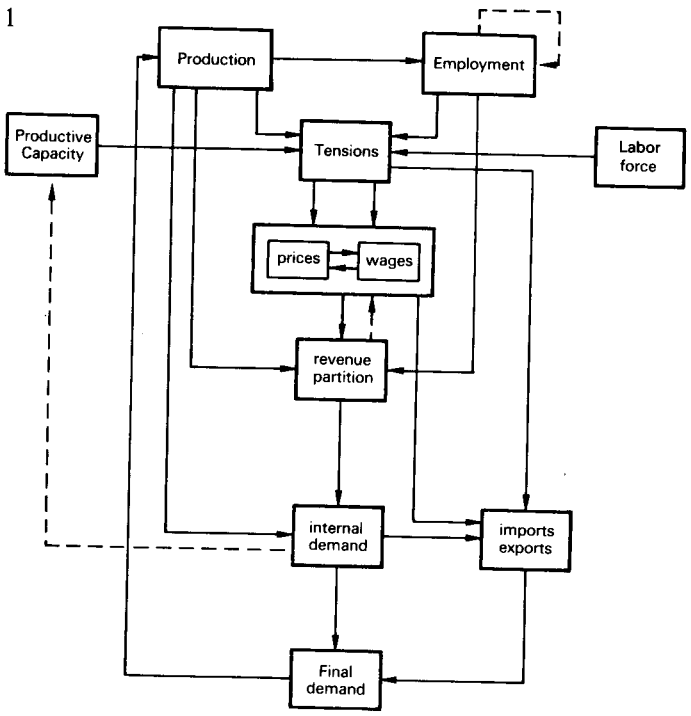 1
Production
Employment
Productive
Capacity
Tensions
Labor
force
prices
wages
revenue
partition
internal
demand
imports
exports
Final
demand